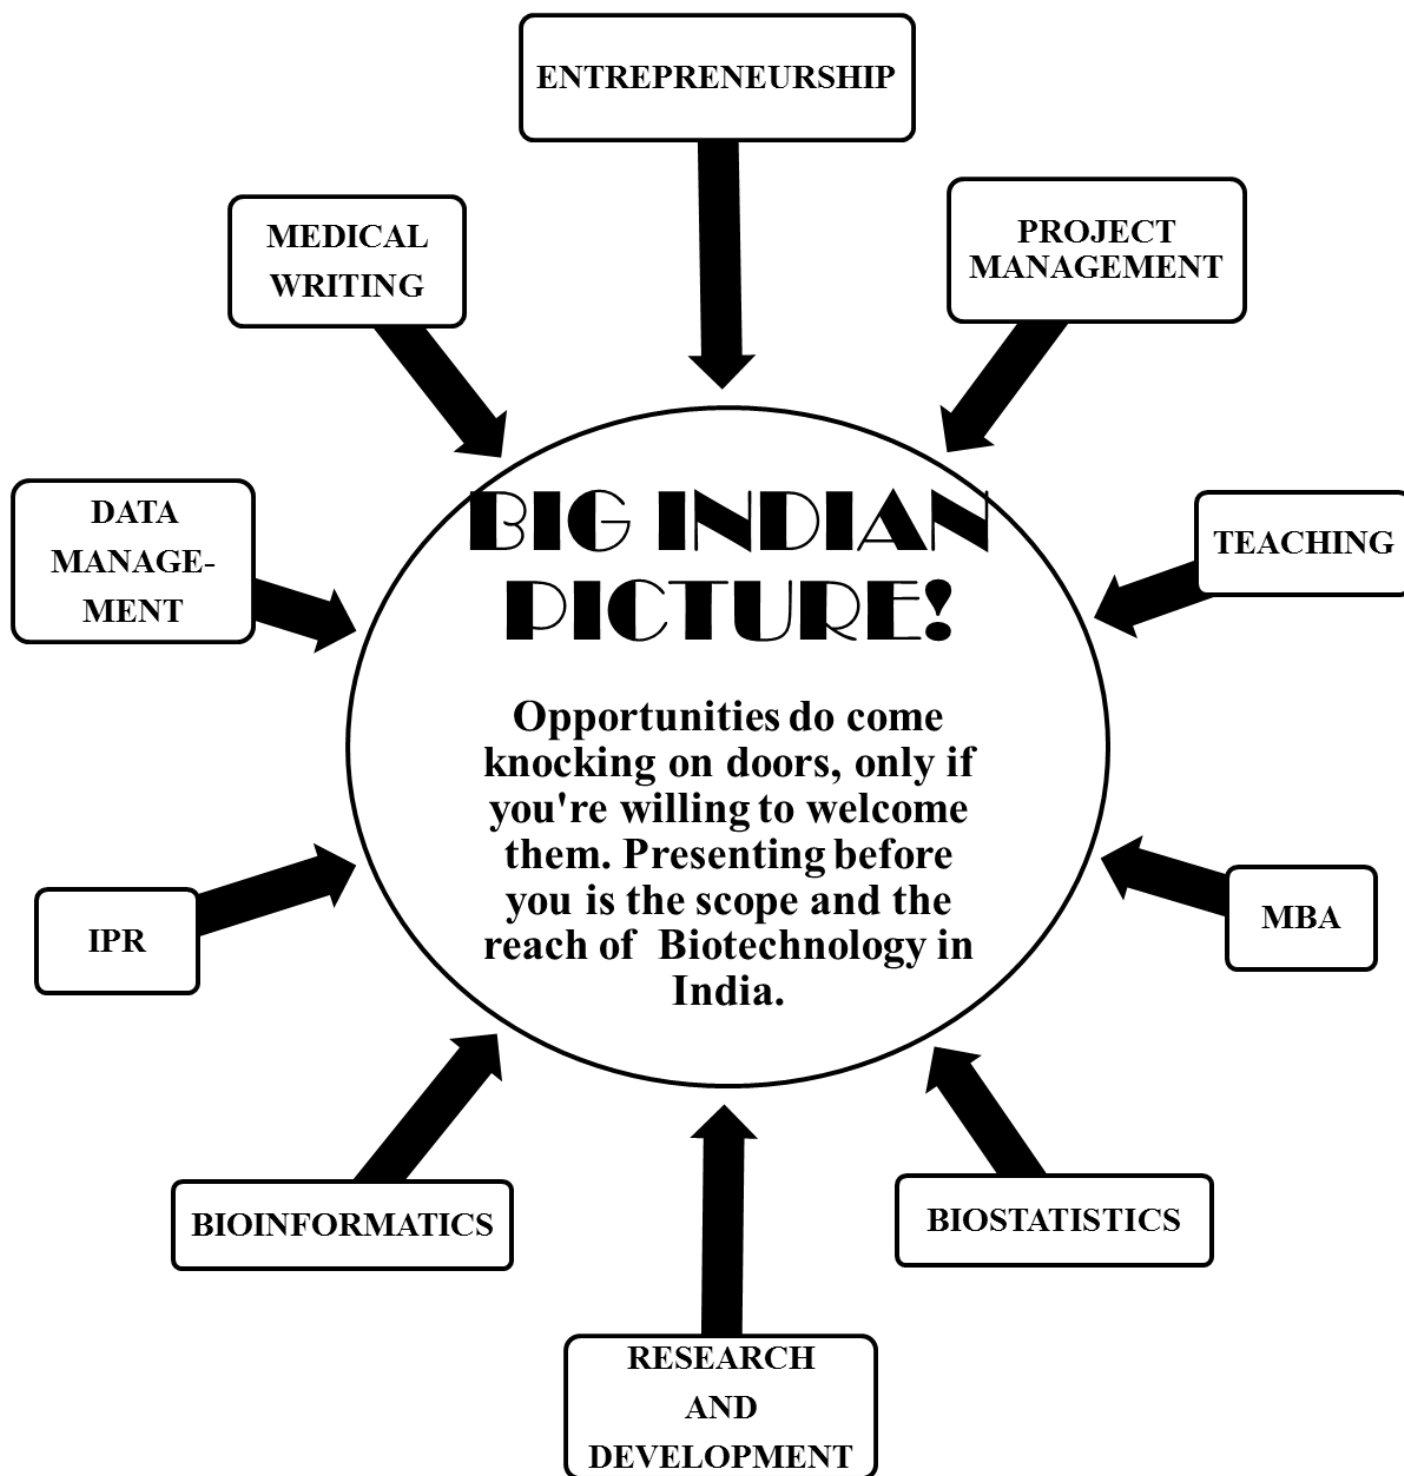 ENTREPRENEURSHIP
MEDICAL
WRITING
PROJECT
MANAGEMENT
DATA
MANAGE-
MENT
TEACHING
BIG INDIAN
PICTURE!
Opportunities do come
knocking on doors, only if
you're willing to welcome
them. Presenting before
you is the scope and the
reach of  Biotechnology in
India.
IPR
MBA
BIOINFORMATICS
BIOSTATISTICS
RESEARCH
AND
DEVELOPMENT